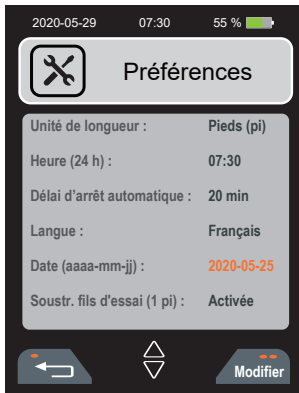 2020-05-29 07:30 55 %
Préférences
Unité de longueur : Pieds (pi)
Heure (24 h) : 07:30
Délai d'arrêt automatique : 20 min
Langue : Français
Date (aaaa-mm-jj) : 2020-05-25
Soustr. fils d'essai (1 pi) : Activée
Modifier